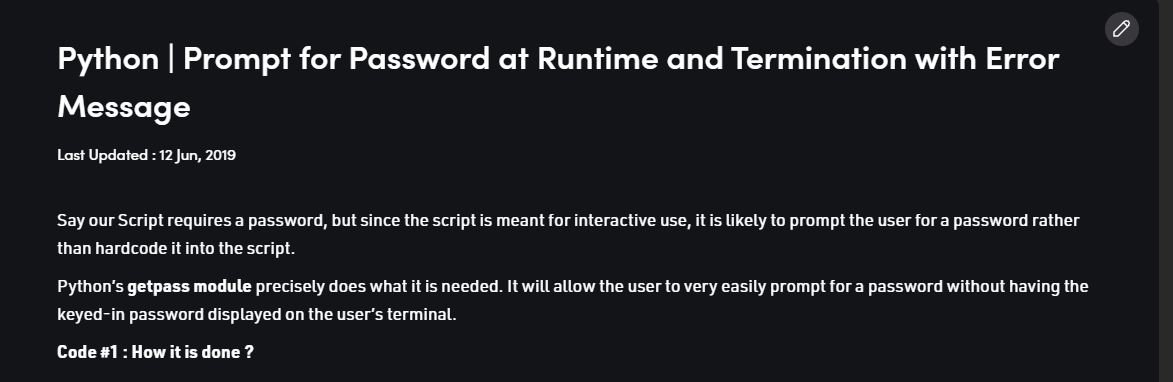 Python | Prompt for Password at Runtime and Termination with Error
Message
Last Updated : 12 Jun, 2019
Say our Script requires a password, but since the script is meant for interactive use, it is likely to prompt the user for a password rather
than hardcode it into the script.
Python's getpass module precisely does what it is needed. It will allow the user to very easily prompt for a password without having the
keyed-in password displayed on the user's terminal.
Code #1 : How it is done ?